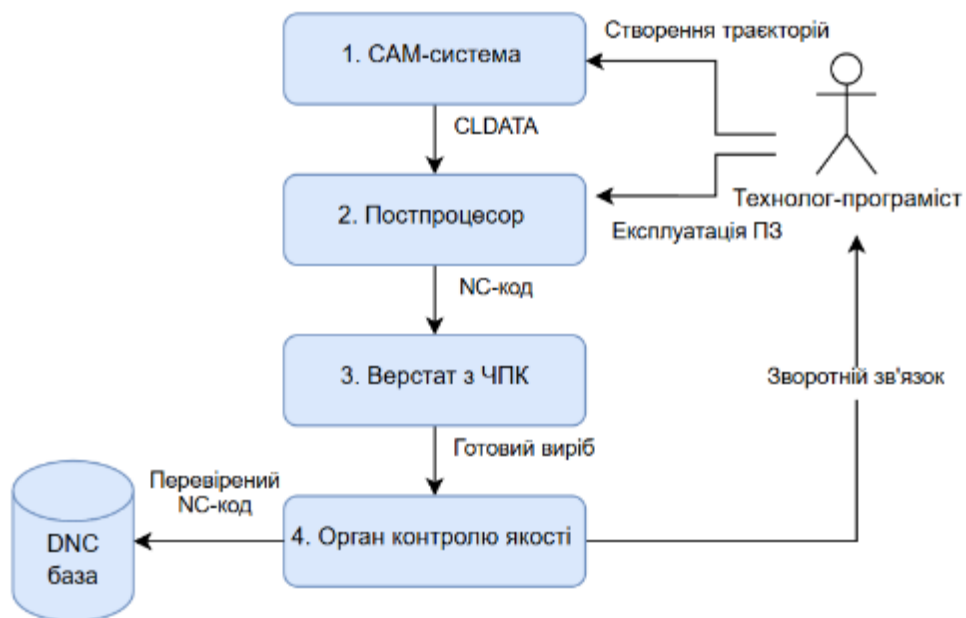 Створення траєкторій
1. CAM-система
CLDATA
Технолог-програміст
2. Постпроцесор
Експлуатація ПЗ
NC-код
3. Верстат з ЧПК
Зворотній зв'язок
Готовий виріб
Перевірений
NC-код
4. Орган контролю якості
DNC
база